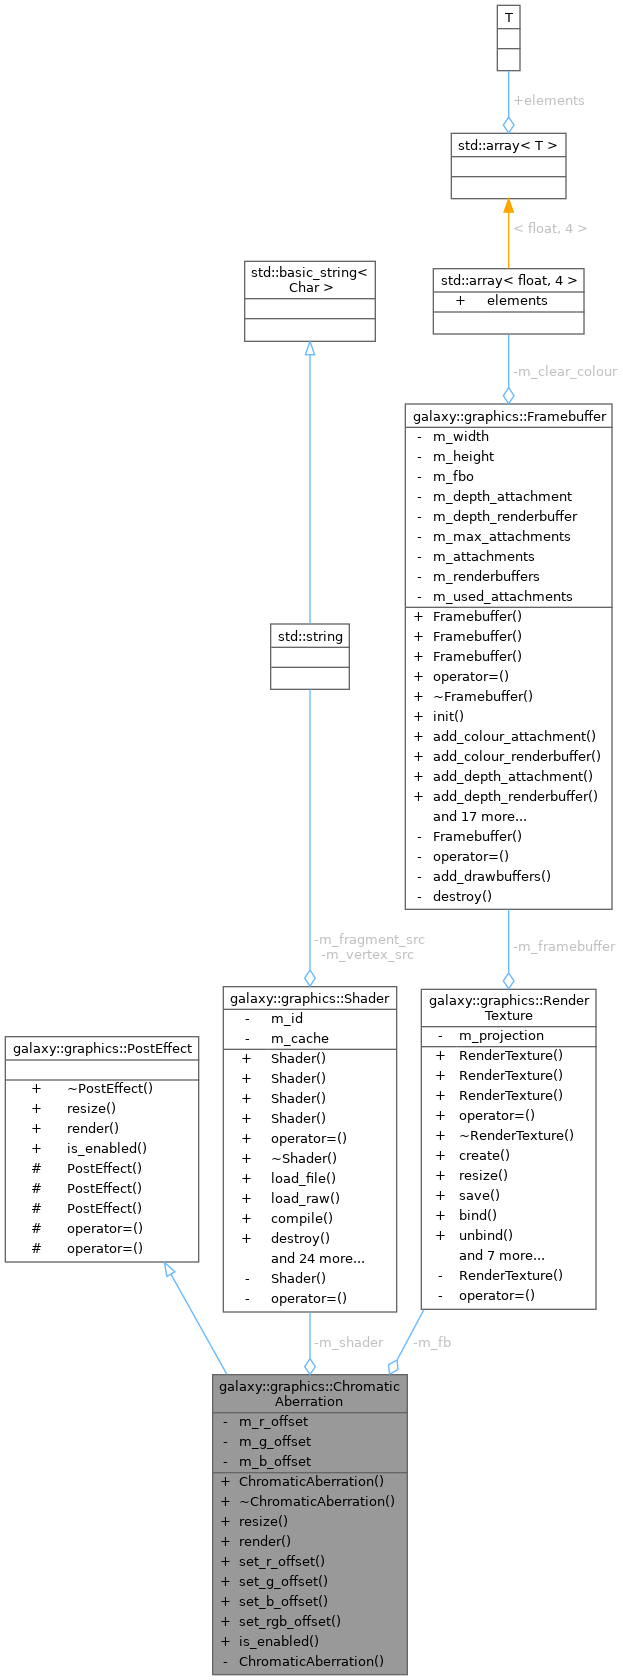 T
+elements
std::array< T >
< float, 4 >
std::basic_string<
Char >
std::array< float, 4 >
+ elements
-m_clear_colour
galaxy::graphics::Framebuffer
- m_width
- m_height
- m_fbo
- m_depth_attachment
- m_depth_renderbuffer
- m_max_attachments
- m_attachments
- m_renderbuffers
- m_used_attachments
+ Framebuffer()
+ Framebuffer()
+ Framebuffer()
+ operator=()
+ ~Framebuffer()
+ init()
+ add_colour_attachment()
+ add_colour_renderbuffer()
+ add_depth_attachment()
+ add_depth_renderbuffer()
and 17 more...
- Framebuffer()
- operator=()
- add_drawbuffers()
- destroy()
std::string
-m_fragment_src
-m_vertex_src
-m_framebuffer
galaxy::graphics::PostEffect
+ ~PostEffect()
+ resize()
+ render()
+ is_enabled()
# PostEffect()
# PostEffect()
# PostEffect()
# operator=()
# operator=()
galaxy::graphics::Shader
- m_id
- m_cache
+ Shader()
+ Shader()
+ Shader()
+ Shader()
+ operator=()
+ ~Shader()
+ load_file()
+ load_raw()
+ compile()
+ destroy()
and 24 more...
- Shader()
- operator=()
galaxy::graphics::Render
Texture
- m_projection
+ RenderTexture()
+ RenderTexture()
+ RenderTexture()
+ operator=()
+ ~RenderTexture()
+ create()
+ resize()
+ save()
+ bind()
+ unbind()
and 7 more...
- RenderTexture()
- operator=()
-m_shader
-m_fb
galaxy::graphics::Chromatic
Aberration
- m_r_offset
- m_g_offset
- m_b_offset
+ ChromaticAberration()
+ ~ChromaticAberration()
+ resize()
+ render()
+ set_r_offset()
+ set_g_offset()
+ set_b_offset()
+ set_rgb_offset()
+ is_enabled()
- ChromaticAberration()